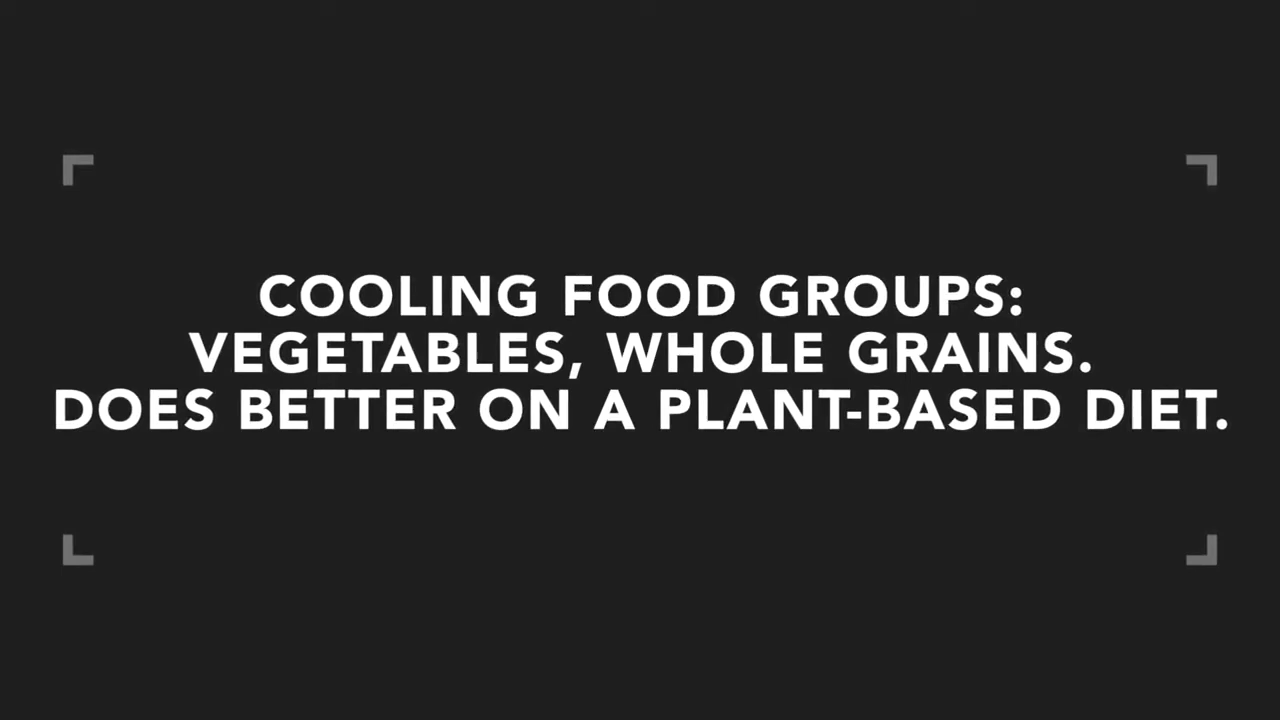 COOLING FOOD GROUPS:
VEGETABLES, WHOLE GRAINS.
DOES BETTER ON A PLANT-BASED DIET.